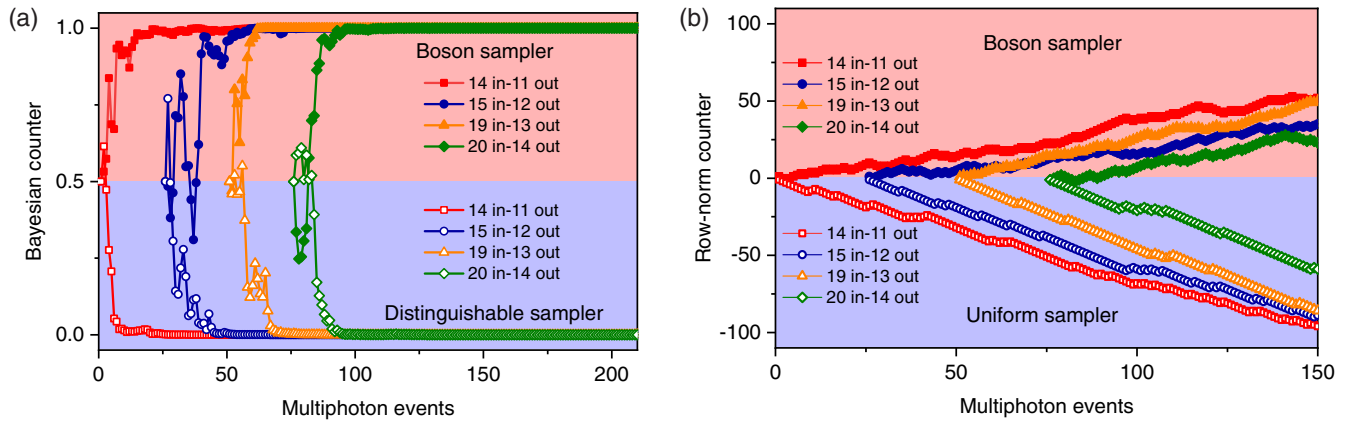 (a)
Bayesian counter
1.0
0.5
0.0
Boson sampler
14 in-11 out
15 in-12 out
19 in-13 out
20 in-14 out
14 in-11 out
15 in-12 out
19 in-13 out
20 in-14 out
Distinguishable sampler
0 50 100 150 200
Multiphoton events
(b)
Row-norm counter
100
50
0
-50
-100
Boson sampler
14 in-11 out
15 in-12 out
19 in-13 out
20 in-14 out
14 in-11 out
15 in-12 out
19 in-13 out
20 in-14 out
Uniform sampler
0 50 100 150
Multiphoton events